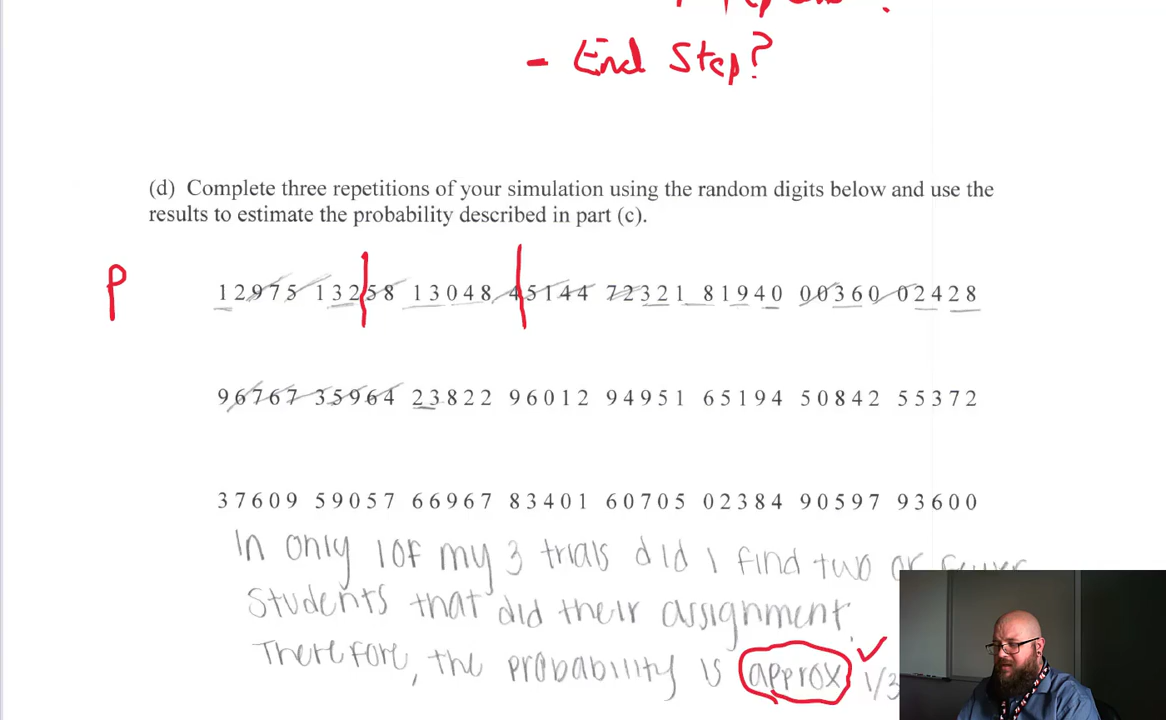 - End Step?
(d) Complete three repetitions of your simulation using the random digits below and use the
results to estimate the probability described in part (c).
P
12975 13258 13048 45144 72321 81940 00360 02428
96767 35964 23822 96012 94951 65194 50842 55372
37609 59057 66967 83401 60705 02384 90597 93600
In only 1 of my 3 trials did I find two or
students that did their assignment.
Therefore, the probability is approx 1/3